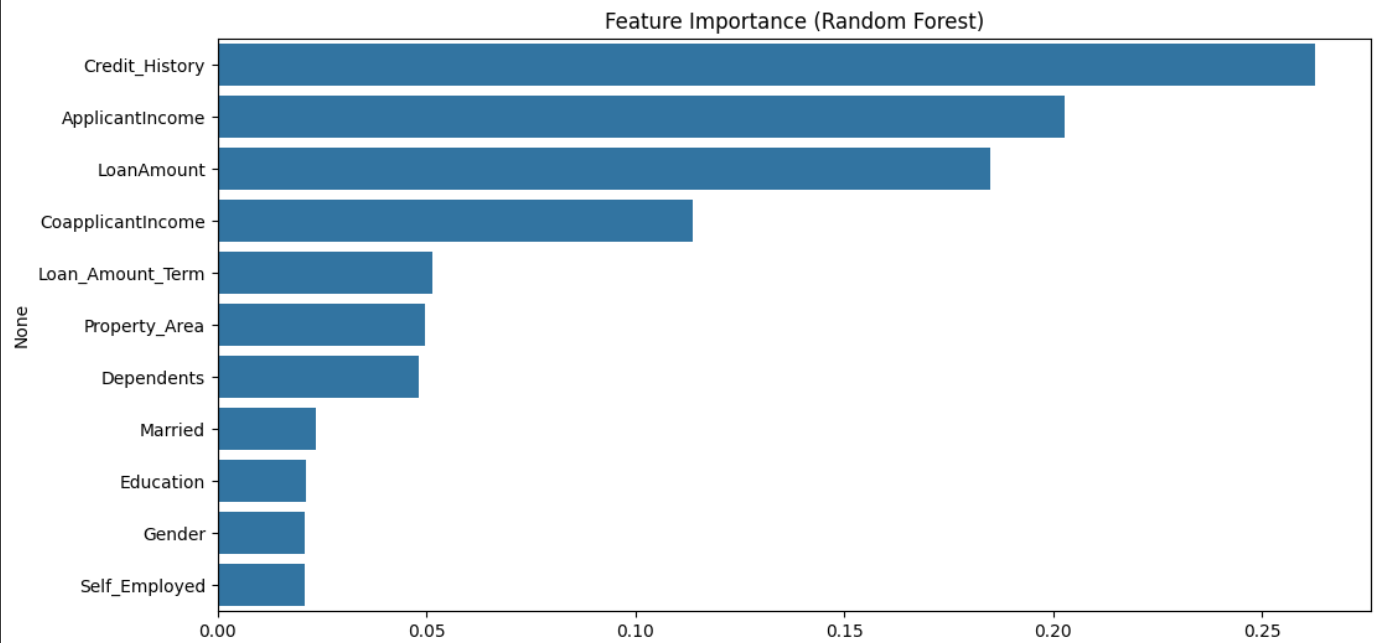 Feature Importance (Random Forest)
Credit_History
ApplicantIncome
LoanAmount
CoapplicantIncome
Loan_Amount_Term
Property_Area
Dependents
Married
Education
Gender
Self_Employed
None
0.00 0.05 0.10 0.15 0.20 0.25